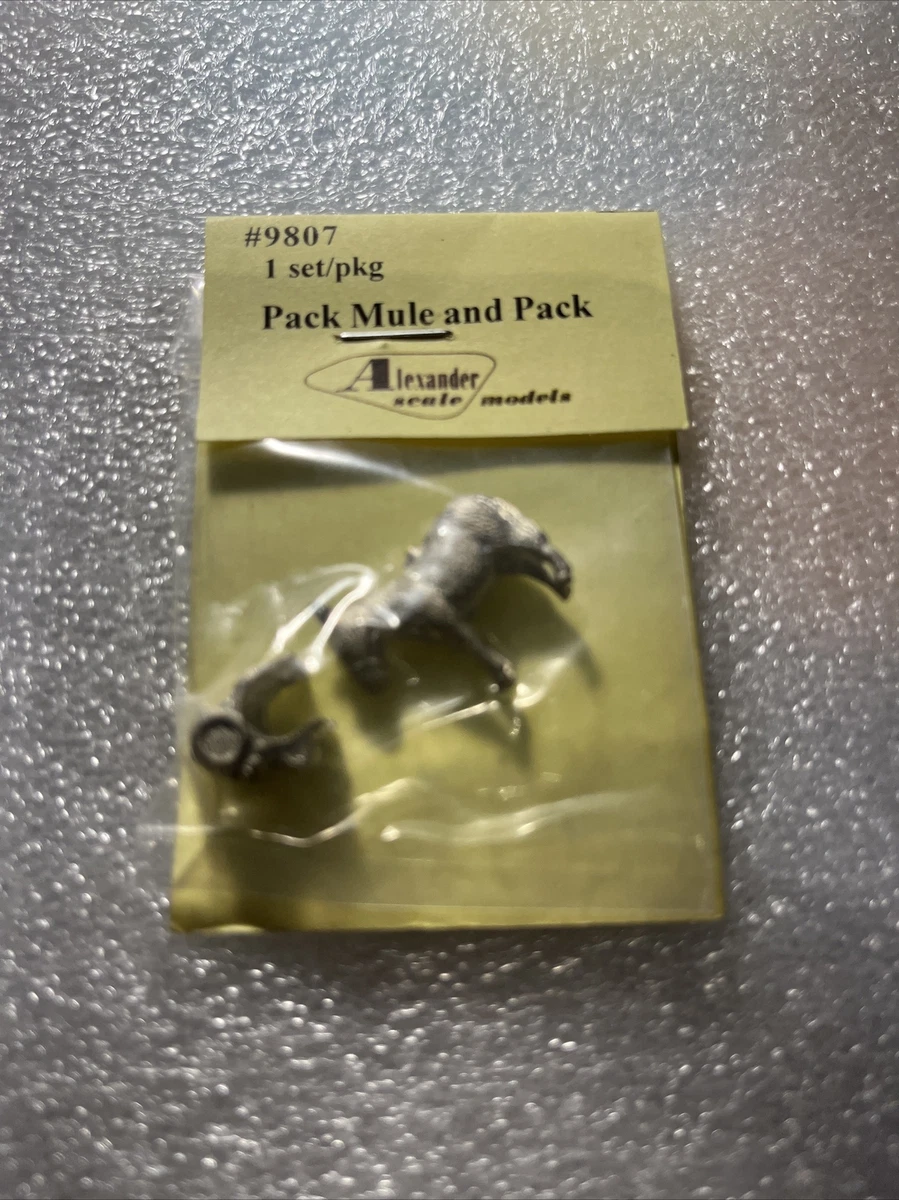 #9807
1 set/pkg
Pack Mule and Pack
Alexander
scale models